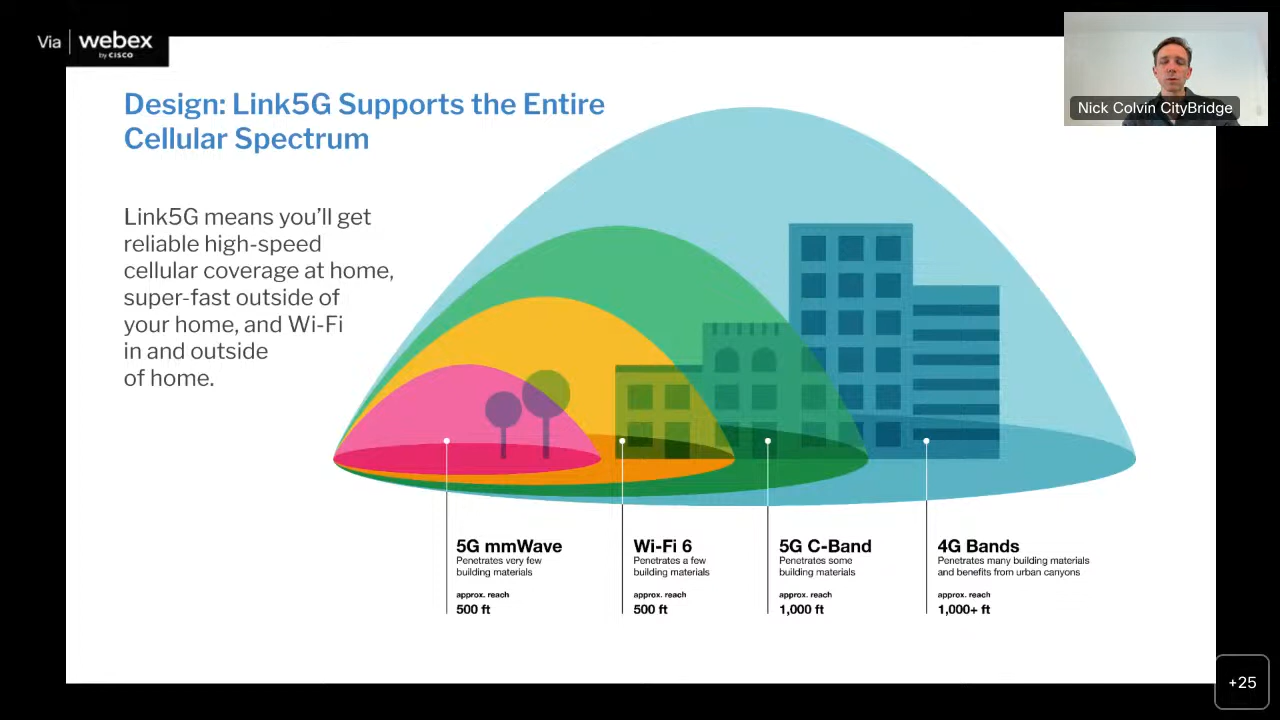 Via webex
by CISCO
Nick Colvin CityBridge
Design: Link5G Supports the Entire
Cellular Spectrum
Link5G means you’ll get
reliable high-speed
cellular coverage at home,
super-fast outside of
your home, and Wi-Fi
in and outside
of home.
5G mmWave
Penetrates very few
building materials
approx. reach
500 ft
Wi-Fi 6
Penetrates a few
building materials
approx. reach
500 ft
5G C-Band
Penetrates some
building materials
approx. reach
1,000 ft
4G Bands
Penetrates many building materials
and benefits from urban canyons
approx. reach
1,000+ ft
+25